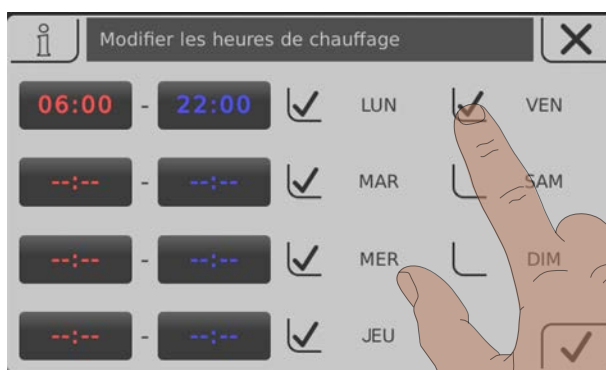 i Modifier les heures de chauffage
06:00 - 22:00 LUN VEN
--:-- - --:-- MAR SAM
--:-- - --:-- MER DIM
--:-- - --:-- JEU